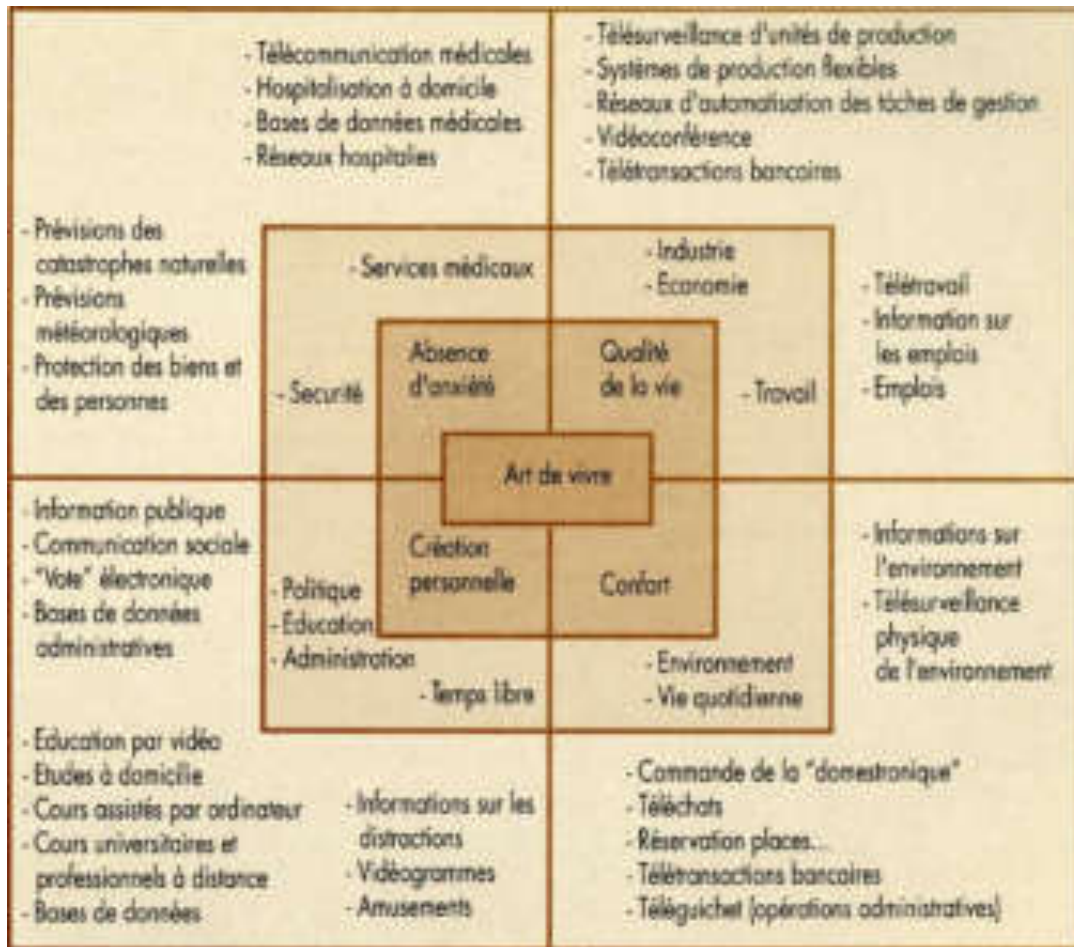 - Télécommunication médicales
- Hospitalisation à domicile
- Bases de données médicales
- Réseaux hospitalies
- Télésurveillance d'unités de production
- Systèmes de production flexibles
- Réseaux d'automatisation des tâches de gestion
- Vidéoconférence
- Télétransactions bancaires
- Prévisions des
catastrophes naturelles
- Prévisions
météorologiques
- Protection des biens et
des personnes
- Services médicaux
- Securité
- Industrie
- Economie
- Travail
- Télétravail
- Information sur
les emplois
- Emplois
Absence
d'anxiété
Qualité
de la vie
Art de vivre
Création
personnelle
Confort
- Information publique
- Communication sociale
- "Vote" électronique
- Bases de données
administratives
- Politique
- Education
- Administration
- Temps libre
- Environnement
- Vie quotidienne
- Informations sur
l'environnement
- Télésurveillance
physique
de l'environnement
- Education par vidéo
- Etudes à domicilie
- Cours assistés par ordinateur
- Cours universitaires et
professionnels à distance
- Bases de données
- Informations sur les
distractions
- Vidéogrammes
- Amusements
- Commande de la "domestronique"
- Téléchats
- Réservation places...
- Télétransactions bancaires
- Téléguichet (opérations administratives)